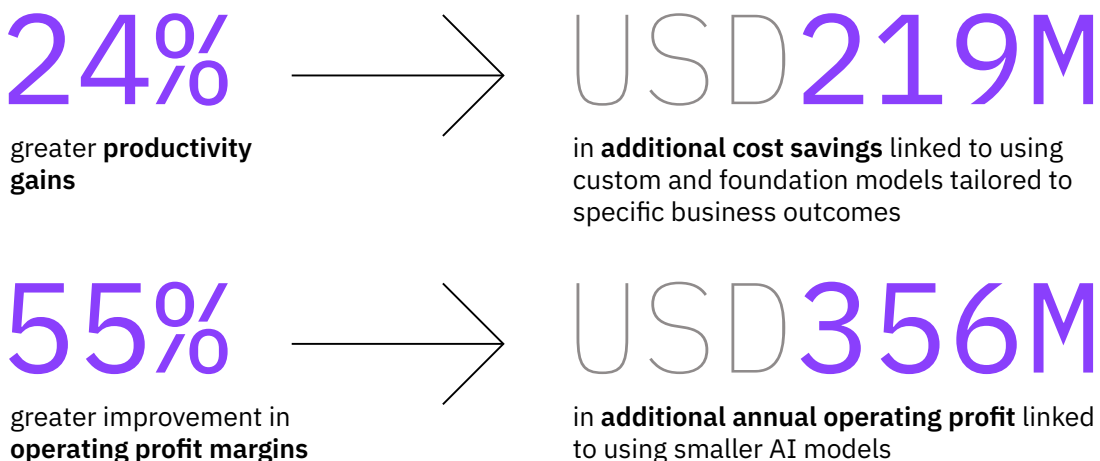 24%
USD219M
greater productivity
gains
in additional cost savings linked to using
custom and foundation models tailored to
specific business outcomes
55%
USD356M
greater improvement in
operating profit margins
in additional annual operating profit linked
to using smaller AI models